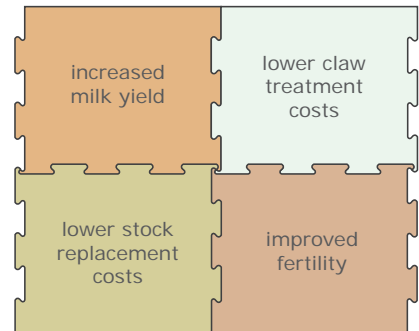 increased
milk yield
lower claw
treatment
costs
lower stock
replacement
costs
improved
fertility